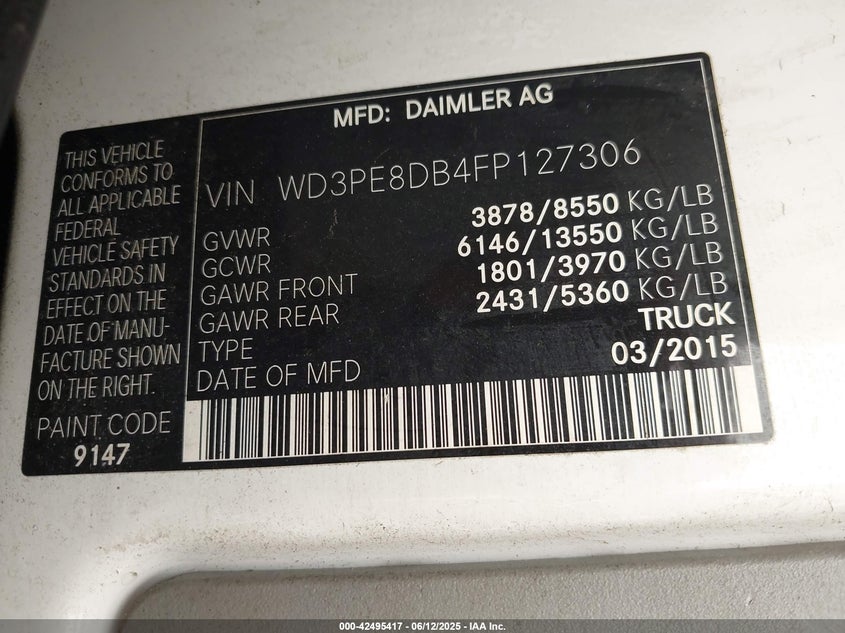 MFD: DAIMLER AG
THIS VEHICLE
CONFORMS TO
ALL APPLICABLE
FEDERAL
VEHICLE SAFETY
STANDARDS IN
EFFECT ON THE
DATE OF MANU-
FACTURE SHOWN
ON THE RIGHT.
PAINT CODE
9147
VIN WD3PE8DB4FP127306
GVWR 3878/8550 KG/LB
GCWR 6146/13550 KG/LB
GAWR FRONT 1801/3970 KG/LB
GAWR REAR 2431/5360 KG/LB
TYPE TRUCK
DATE OF MFD 03/2015
000-42495417 - 06/12/2025 - IAA Inc.